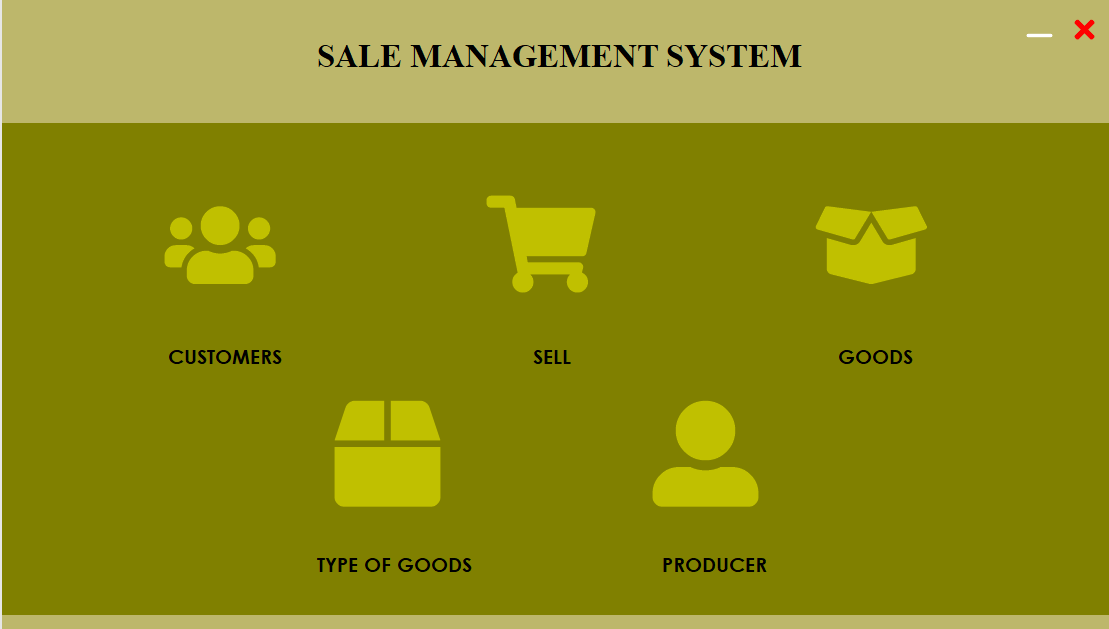 SALE MANAGEMENT SYSTEM
CUSTOMERS
SELL
GOODS
TYPE OF GOODS
PRODUCER